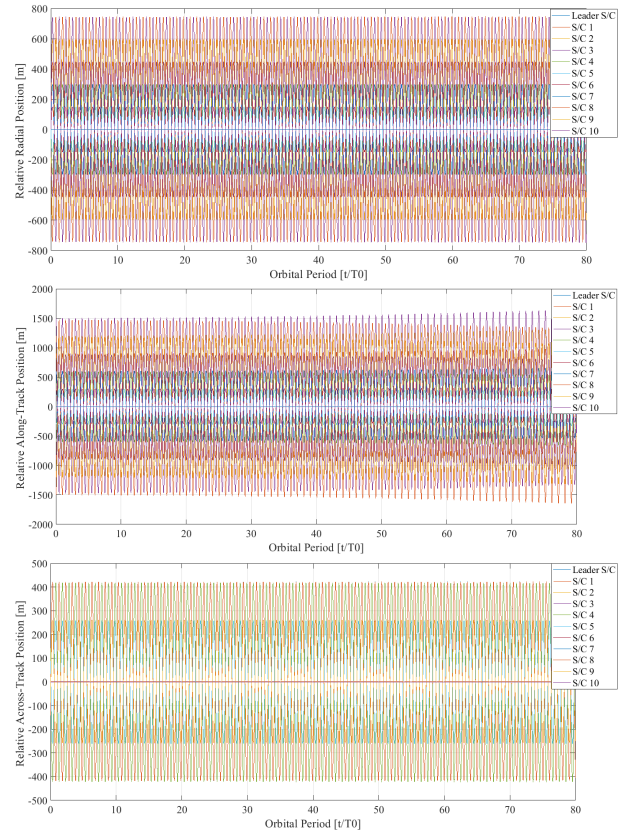 800
600
400
200
0
-200
-400
-600
-800
Relative Radial Position [m]
Leader S/C
S/C 1
S/C 2
S/C 3
S/C 4
S/C 5
S/C 6
S/C 7
S/C 8
S/C 9
S/C 10
0 10 20 30 40 50 60 70 80
Orbital Period [t/T0]
2000
1500
1000
500
0
-500
-1000
-1500
-2000
Relative Along-Track Position [m]
Leader S/C
S/C 1
S/C 2
S/C 3
S/C 4
S/C 5
S/C 6
S/C 7
S/C 8
S/C 9
S/C 10
0 10 20 30 40 50 60 70 80
Orbital Period [t/T0]
500
400
300
200
100
0
-100
-200
-300
-400
-500
Relative Across-Track Position [m]
Leader S/C
S/C 1
S/C 2
S/C 3
S/C 4
S/C 5
S/C 6
S/C 7
S/C 8
S/C 9
S/C 10
0 10 20 30 40 50 60 70 80
Orbital Period [t/T0]